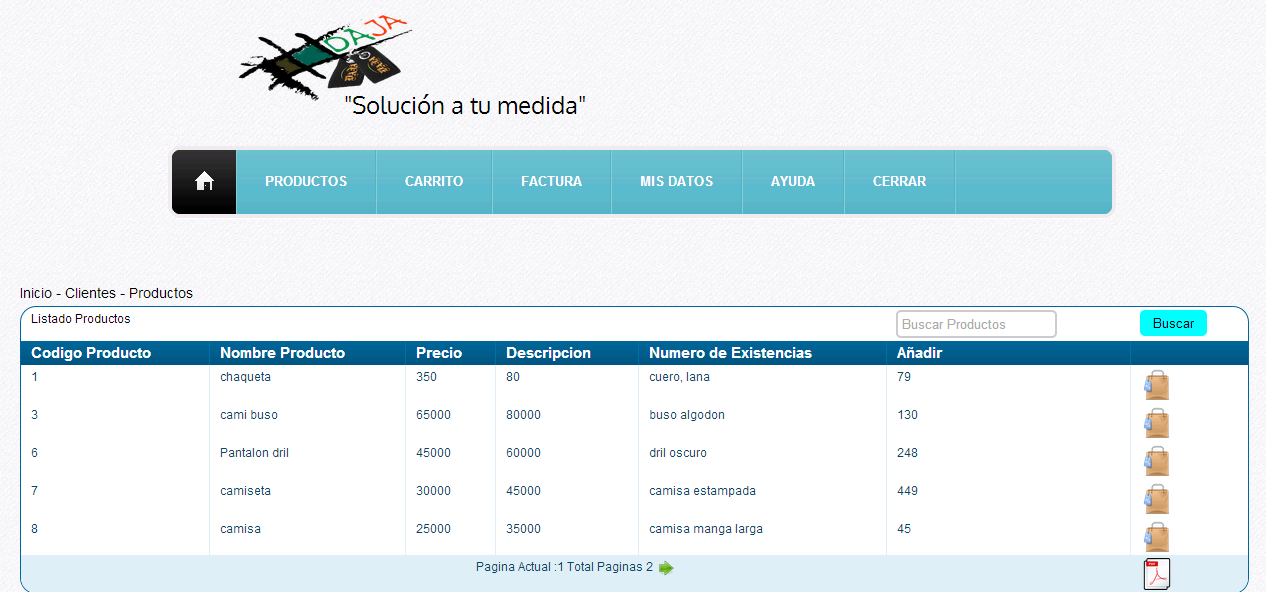 DAJA
"Solución a tu medida"
PRODUCTOS CARRITO FACTURA MIS DATOS AYUDA CERRAR
Inicio - Clientes - Productos
Listado Productos Buscar Productos Buscar
Codigo Producto Nombre Producto Precio Descripcion Numero de Existencias Añadir
1 chaqueta 350 80 cuero, lana 79
3 cami buso 65000 80000 buso algodon 130
6 Pantalon dril 45000 60000 dril oscuro 248
7 camiseta 30000 45000 camisa estampada 449
8 camisa 25000 35000 camisa manga larga 45
Pagina Actual :1 Total Paginas 2